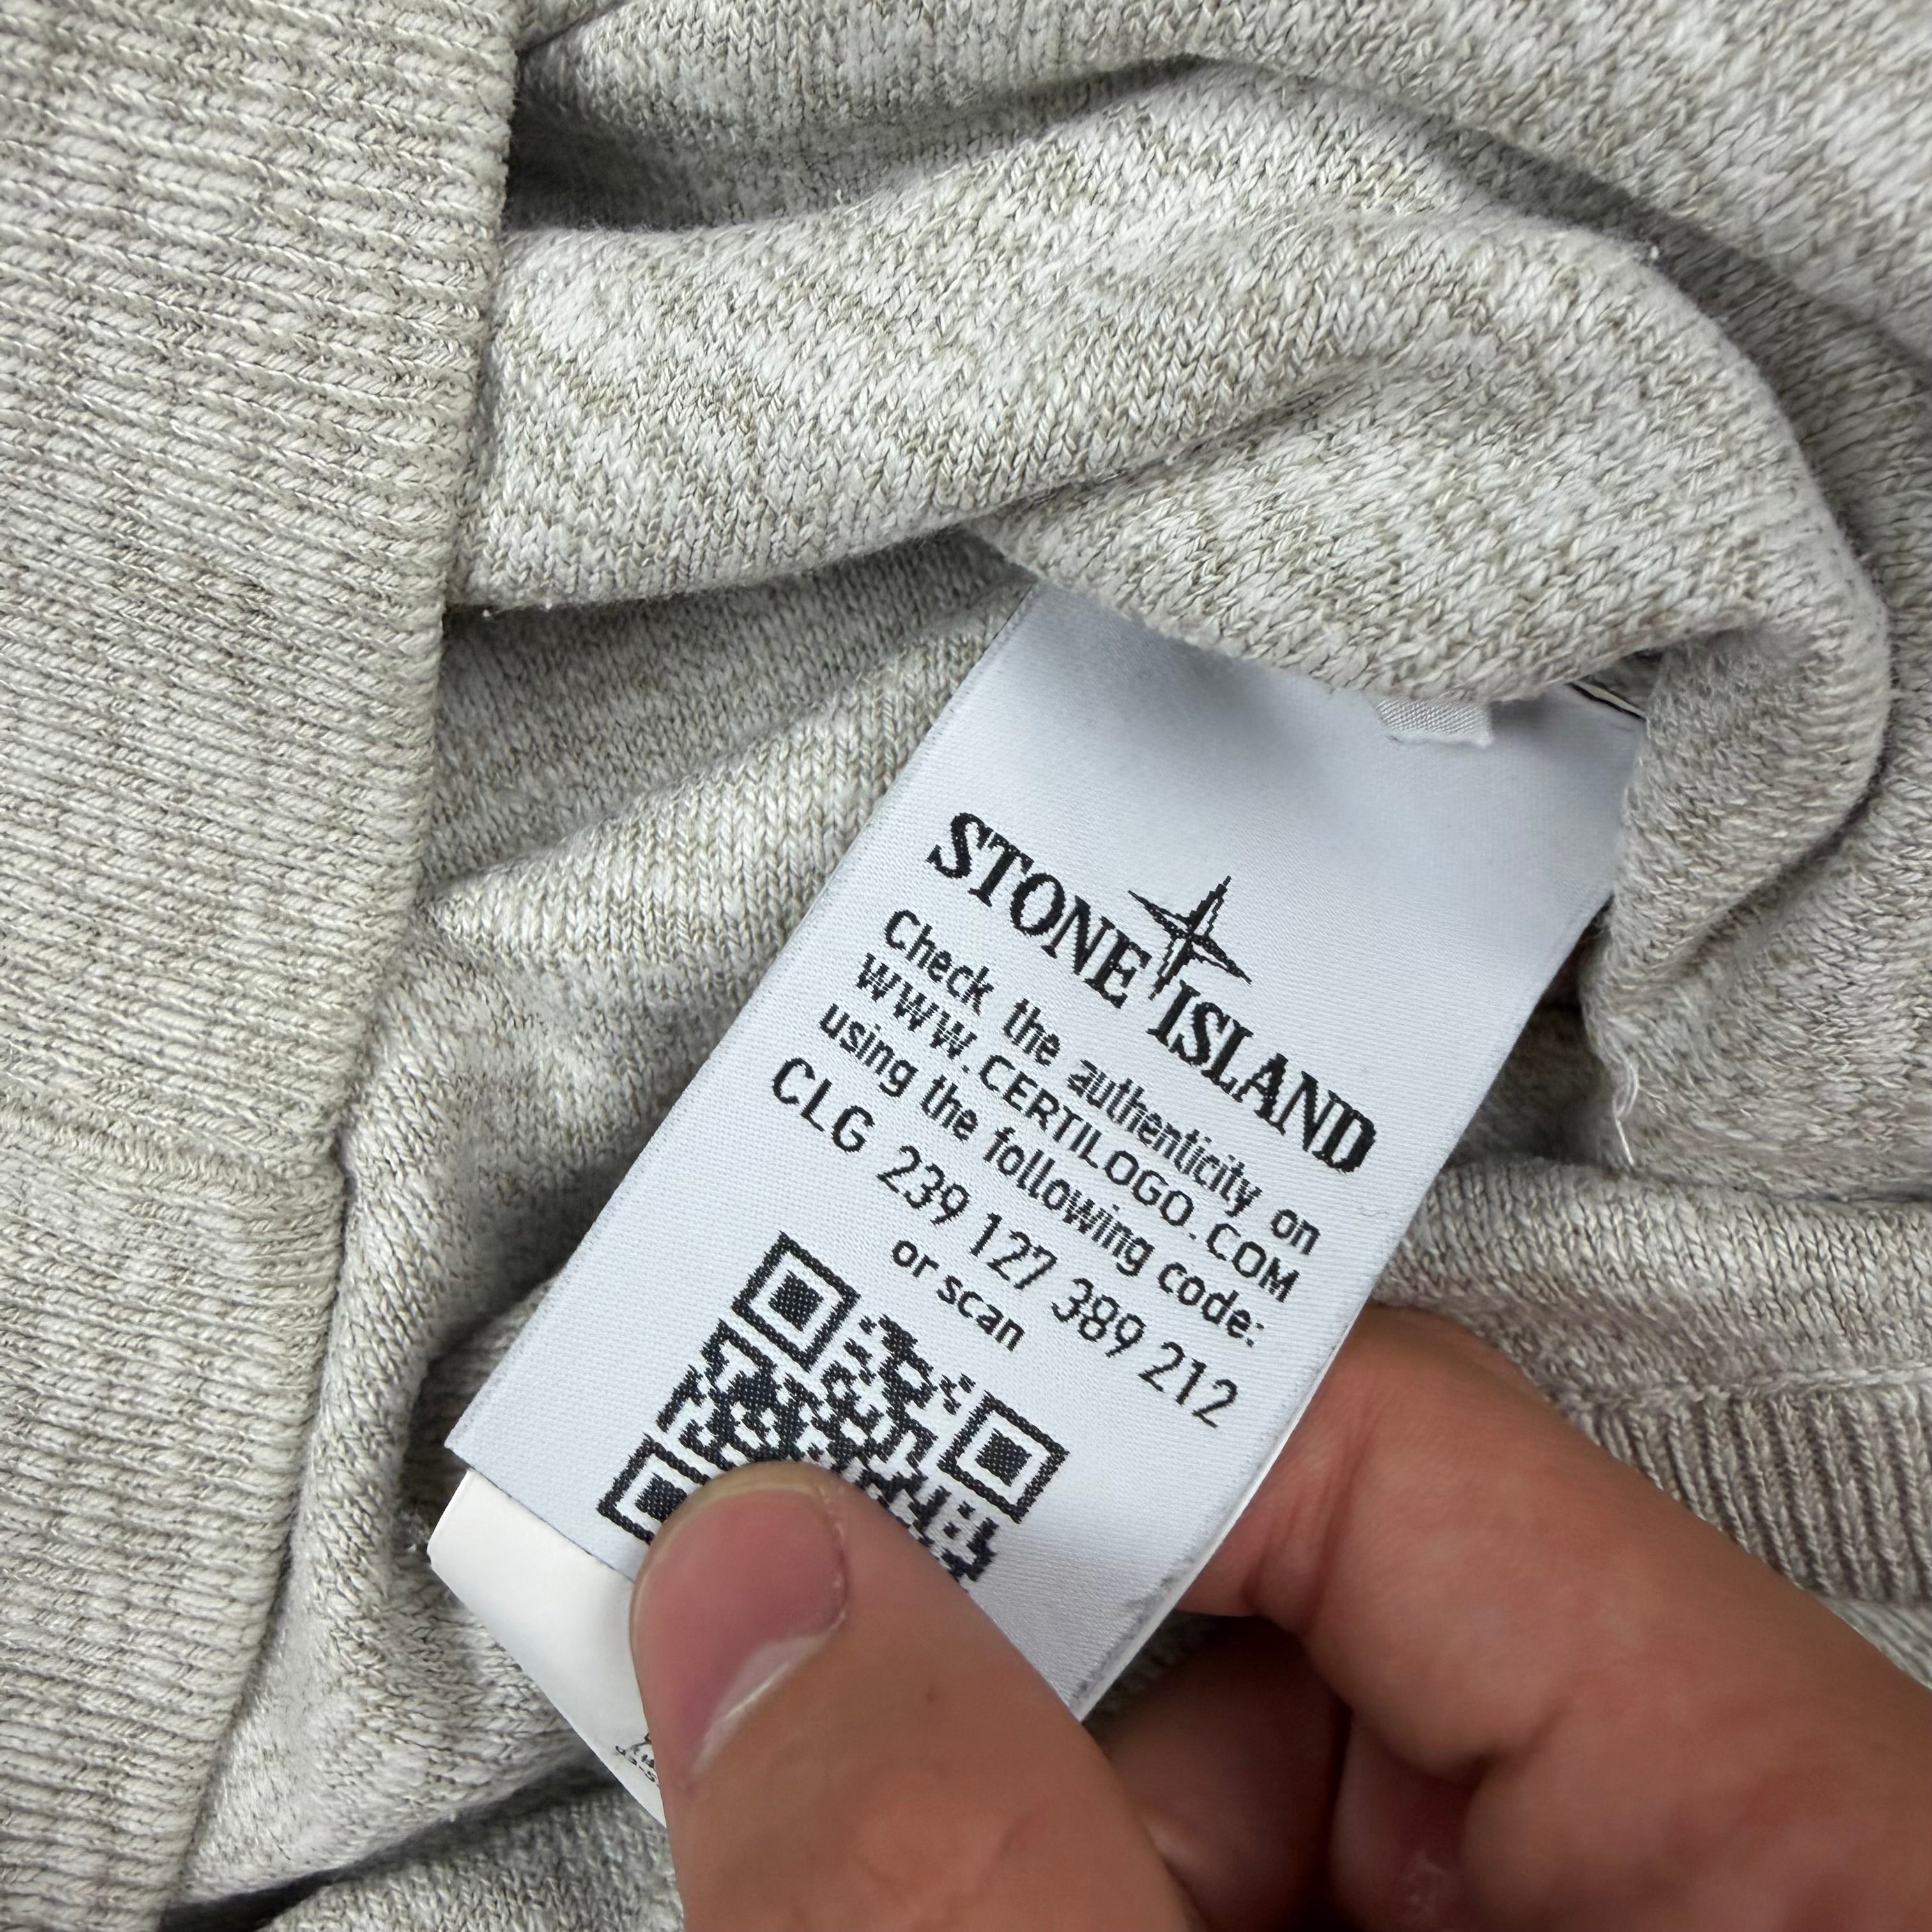 STONE ISLAND
Check the authenticity on
WWW.CERTILOGO.COM
using the following code:
CLG 239 127 389 212
or scan